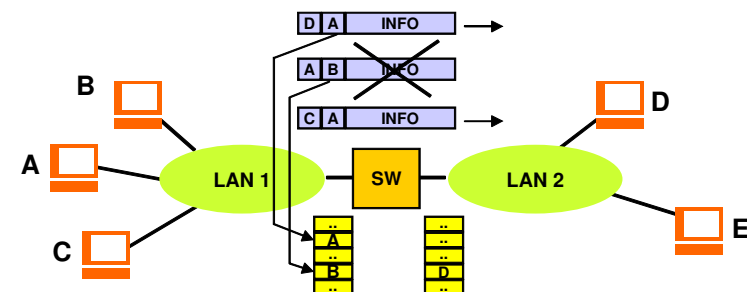 D A INFO
A B INFO
C A INFO
B
D
A
LAN 1
SW
LAN 2
C
E
..
A
..
B
..
..
..
..
D
..